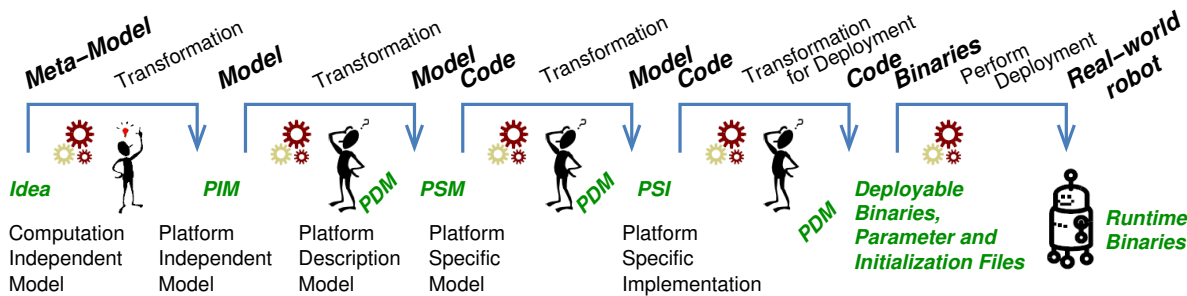 Meta–Model
Transformation
Model
Transformation
Model
Code
Transformation
Model
Code
Transformation
for Deployment
Code
Binaries
Perform
Deployment
Real–world
robot
?
?
?
Idea
PIM
PDM
PSM
PDM
PSI
PDM
Deployable
Binaries,
Parameter and
Initialization Files
Runtime
Binaries
Computation
Independent
Model
Platform
Independent
Model
Platform
Description
Model
Platform
Specific
Model
Platform
Specific
Implementation